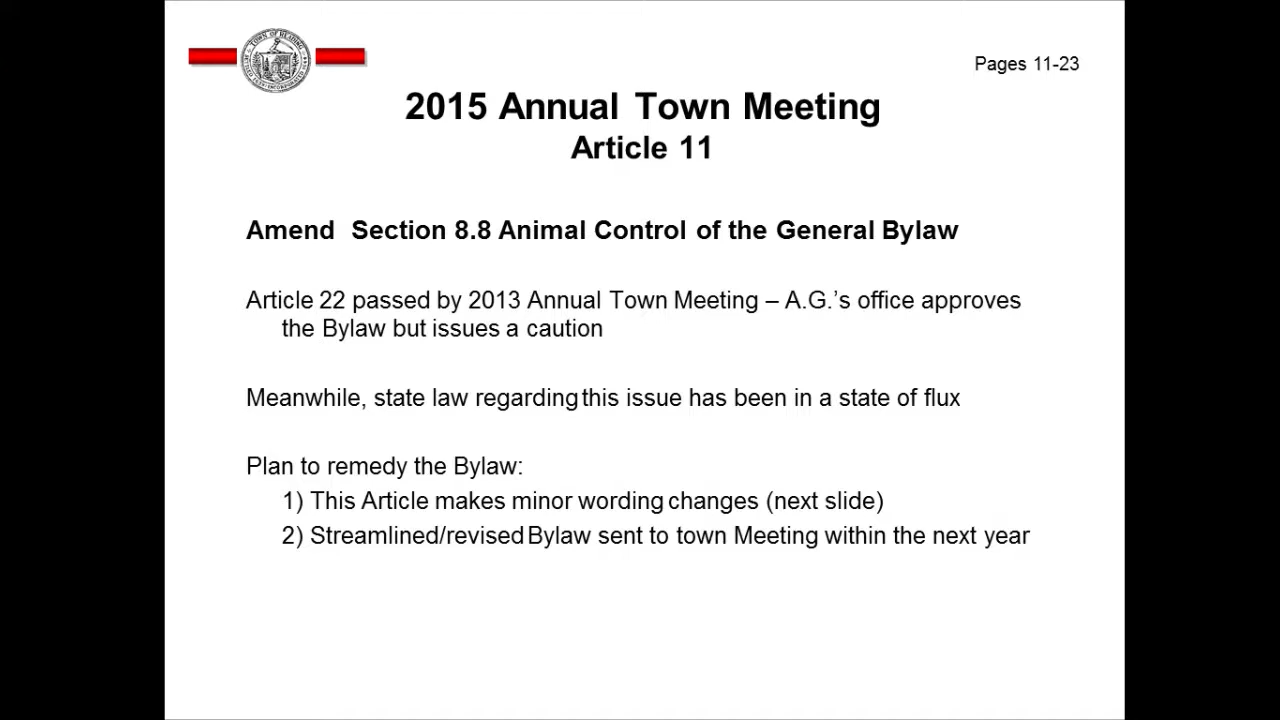 TOWN OF READING
Pages 11-23
2015 Annual Town Meeting
Article 11
Amend Section 8.8 Animal Control of the General Bylaw
Article 22 passed by 2013 Annual Town Meeting – A.G.'s office approves
the Bylaw but issues a caution
Meanwhile, state law regarding this issue has been in a state of flux
Plan to remedy the Bylaw:
1) This Article makes minor wording changes (next slide)
2) Streamlined/revised Bylaw sent to town Meeting within the next year